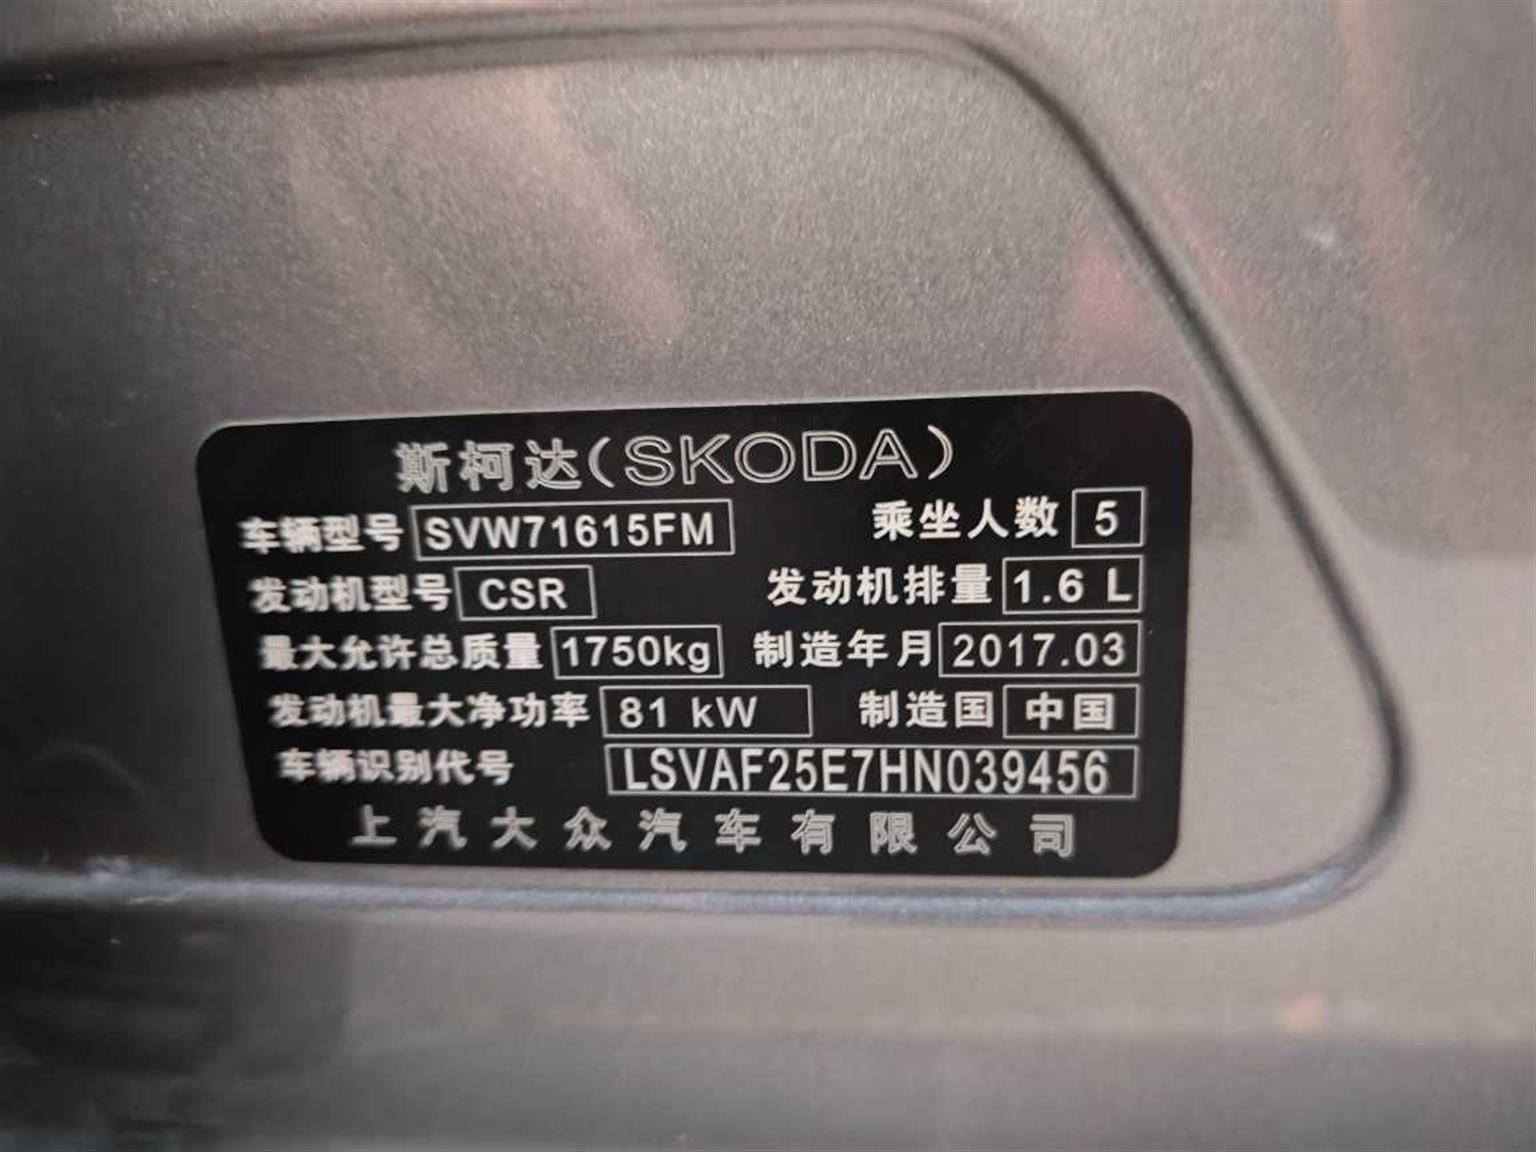 斯柯达(SKODA)
车辆型号 SVW71615FM 乘坐人数 5
发动机型号 CSR 发动机排量 1.6 L
最大允许总质量 1750kg 制造年月 2017.03
发动机最大净功率 81 kW 制造国 中国
车辆识别代号 LSVAF25E7HN039456
上汽大众汽车有限公司